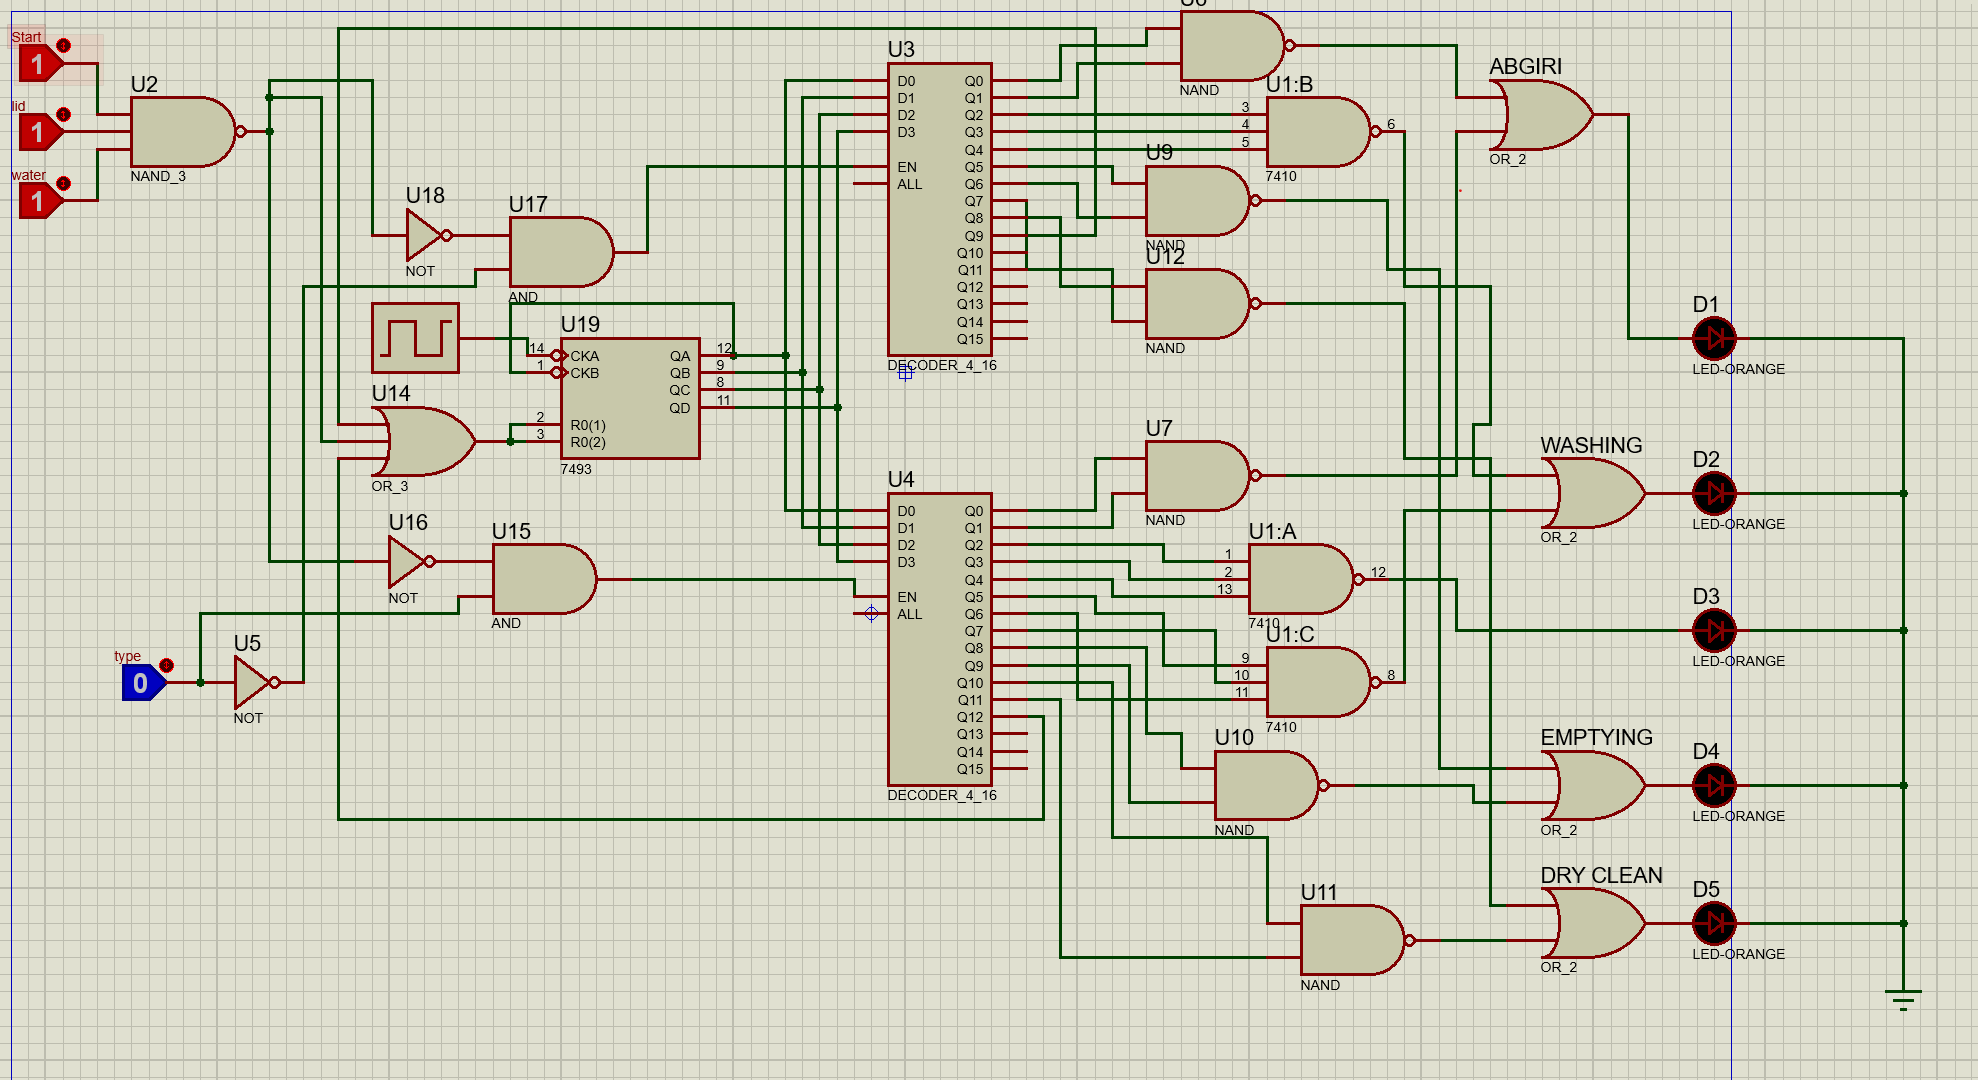 Start
1
lid
1
water
1
U2
NAND_3
U18
NOT
U17
AND
U19
14
CKA
1
CKB
2
R0(1)
3
R0(2)
QA
12
QB
9
QC
8
QD
11
7493
U14
OR_3
U16
NOT
U15
AND
type
0
U5
NOT
U3
D0
D1
D2
D3
EN
ALL
Q0
Q1
Q2
Q3
Q4
Q5
Q6
Q7
Q8
Q9
Q10
Q11
Q12
Q13
Q14
Q15
DECODER_4_16
U4
D0
D1
D2
D3
EN
ALL
Q0
Q1
Q2
Q3
Q4
Q5
Q6
Q7
Q8
Q9
Q10
Q11
Q12
Q13
Q14
Q15
DECODER_4_16
NAND
U1:B
3
4
5
6
7410
U9
NAND
U12
NAND
U7
NAND
U1:A
1
2
13
12
7410
U1:C
9
10
11
8
7410
U10
NAND
U11
NAND
ABGIRI
OR_2
WASHING
OR_2
EMPTYING
OR_2
DRY CLEAN
OR_2
D1
LED-ORANGE
D2
LED-ORANGE
D3
LED-ORANGE
D4
LED-ORANGE
D5
LED-ORANGE